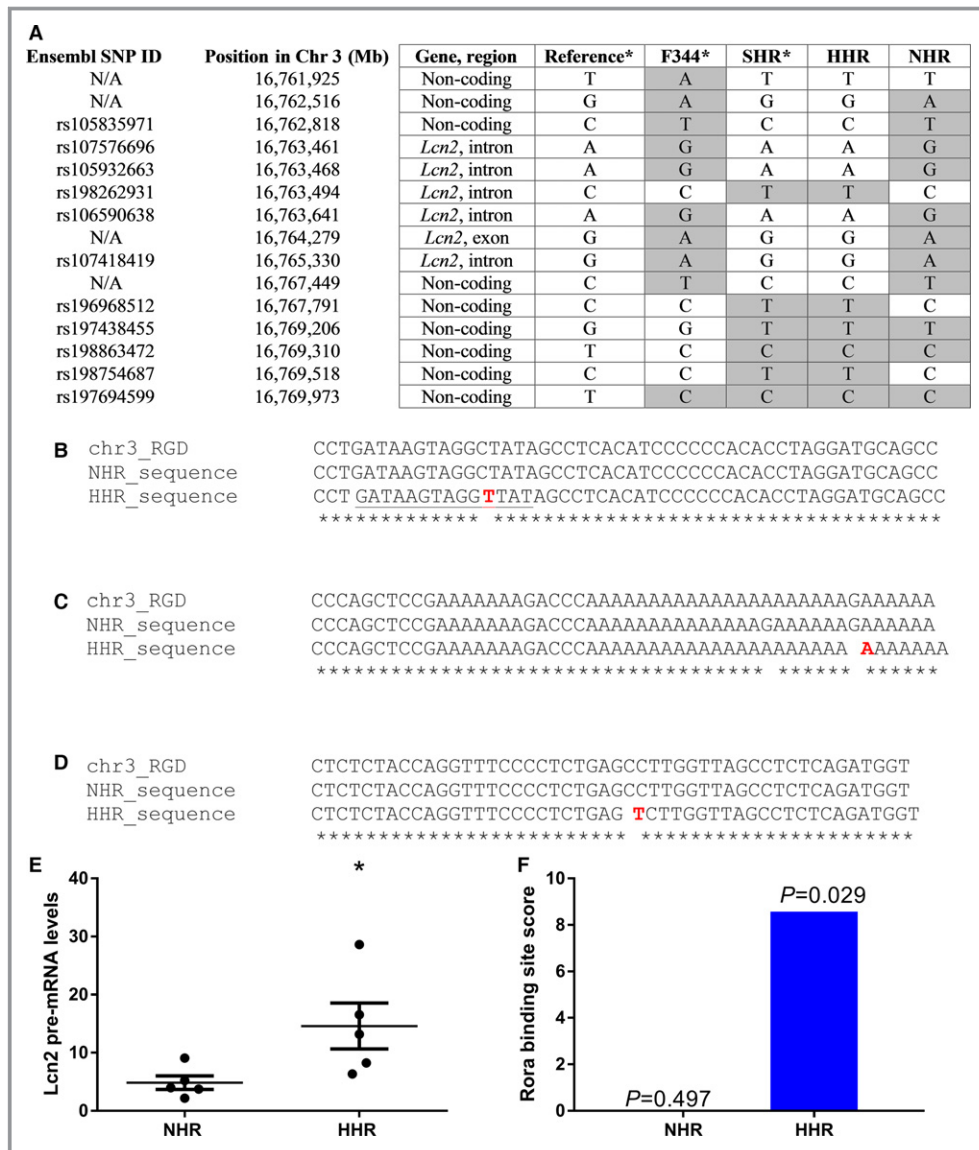 A
Ensembl SNP ID Position in Chr 3 (Mb) Gene, region Reference* F344* SHR* HHR NHR
N/A 16,761,925 Non-coding T A T T T
N/A 16,762,516 Non-coding G A G G A
rs105835971 16,762,818 Non-coding C T C C T
rs107576696 16,763,461 Lcn2, intron A G A A G
rs105932663 16,763,468 Lcn2, intron A G A A G
rs198262931 16,763,494 Lcn2, intron C C T T C
rs106590638 16,763,641 Lcn2, intron A G A A G
N/A 16,764,279 Lcn2, exon G A G G A
rs107418419 16,765,330 Lcn2, intron G A G G A
N/A 16,767,449 Non-coding C T C C T
rs196968512 16,767,791 Non-coding C C T T C
rs197438455 16,769,206 Non-coding G G T T T
rs198863472 16,769,310 Non-coding T C C C C
rs198754687 16,769,518 Non-coding C C T T C
rs197694599 16,769,973 Non-coding T C C C C
B chr3_RGD CCTGATAAGTAGGCTATAGCCTCACATCCCCCCACACCTAGGATGCAGCC
NHR_sequence CCTGATAAGTAGGCTATAGCCTCACATCCCCCCACACCTAGGATGCAGCC
HHR_sequence CCT GATAAGTAGG T TATAGCCTCACATCCCCCCACACCTAGGATGCAGCC
************* ************************************
C chr3_RGD CCCAGCTCCGAAAAAAAGACCCAAAAAAAAAAAAAAAAAAAAAGAAAAAA
NHR_sequence CCCAGCTCCGAAAAAAAGACCCAAAAAAAAAAAAAAGAAAAAAGAAAAAA
HHR_sequence CCCAGCTCCGAAAAAAAGACCCAAAAAAAAAAAAAAAAAAAAA AAAAAAA
************************************ ****** ******
D chr3_RGD CTCTCTACCAGGTTTCCCCTCTGAGCCTTGGTTAGCCTCTCAGATGGT
NHR_sequence CTCTCTACCAGGTTTCCCCTCTGAGCCTTGGTTAGCCTCTCAGATGGT
HHR_sequence CTCTCTACCAGGTTTCCCCTCTGAG TCTTGGTTAGCCTCTCAGATGGT
************************* **********************
E
*
Lcn2 pre-mRNA levels
40
30
20
10
0
NHR HHR
F
Rora binding site score
10
8
6
4
2
0
P=0.497
P=0.029
NHR HHR